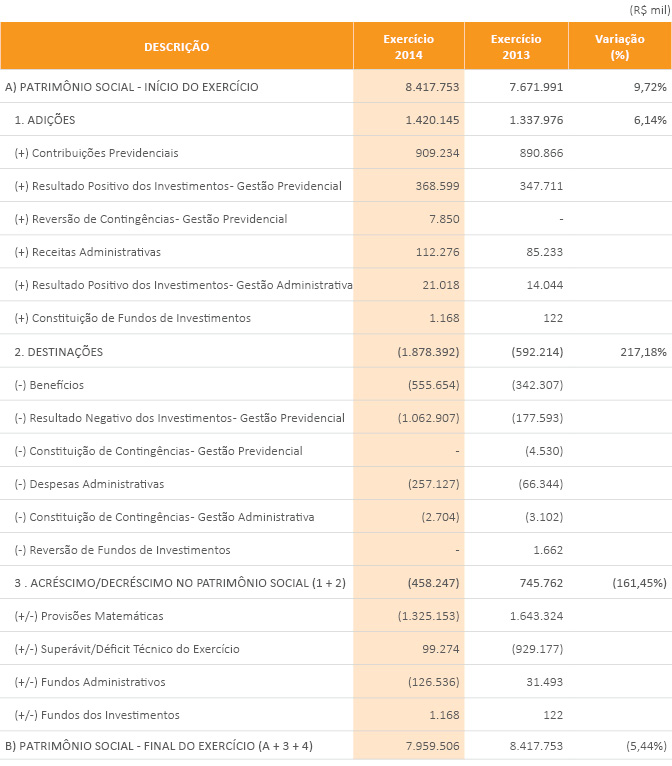 (R$ mil)
DESCRIÇÃO Exercício 2014 Exercício 2013 Variação (%)
A) PATRIMÔNIO SOCIAL - INÍCIO DO EXERCÍCIO 8.417.753 7.671.991 9,72%
1. ADIÇÕES 1.420.145 1.337.976 6,14%
(+) Contribuições Previdenciais 909.234 890.866
(+) Resultado Positivo dos Investimentos - Gestão Previdencial 368.599 347.711
(+) Reversão de Contingências - Gestão Previdencial 7.850 -
(+) Receitas Administrativas 112.276 85.233
(+) Resultado Positivo dos Investimentos - Gestão Administrativa 21.018 14.044
(+) Constituição de Fundos de Investimentos 1.168 122
2. DESTINAÇÕES (1.878.392) (592.214) 217,18%
(-) Benefícios (555.654) (342.307)
(-) Resultado Negativo dos Investimentos - Gestão Previdencial (1.062.907) (177.593)
(-) Constituição de Contingências - Gestão Previdencial - (4.530)
(-) Despesas Administrativas (257.127) (66.344)
(-) Constituição de Contingências - Gestão Administrativa (2.704) (3.102)
(-) Reversão de Fundos de Investimentos - 1.662
3 . ACRÉSCIMO/DECRÉSCIMO NO PATRIMÔNIO SOCIAL (1 + 2) (458.247) 745.762 (161,45%)
(+/-) Provisões Matemáticas (1.325.153) 1.643.324
(+/-) Superávit/Déficit Técnico do Exercício 99.274 (929.177)
(+/-) Fundos Administrativos (126.536) 31.493
(+/-) Fundos dos Investimentos 1.168 122
B) PATRIMÔNIO SOCIAL - FINAL DO EXERCÍCIO (A + 3 + 4) 7.959.506 8.417.753 (5,44%)